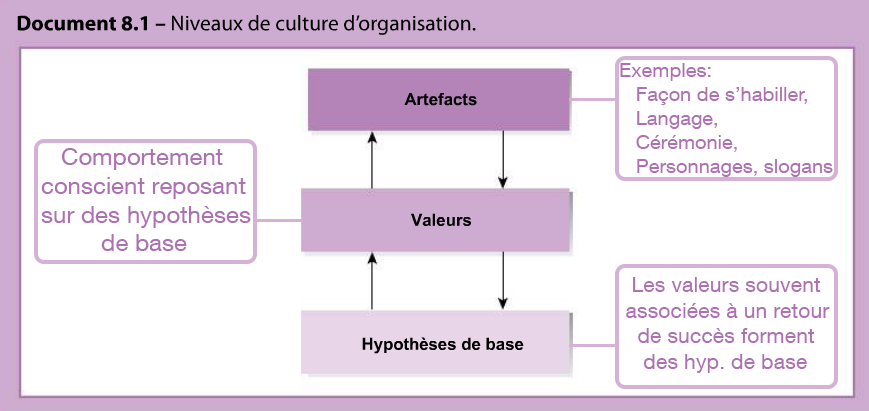 Document 8.1 – Niveaux de culture d'organisation.
Artefacts
Exemples:
Façon de s'habiller,
Langage,
Cérémonie,
Personnages, slogans
Comportement
conscient reposant
sur des hypothèses
de base
Valeurs
Hypothèses de base
Les valeurs souvent
associées à un retour
de succès forment
des hyp. de base